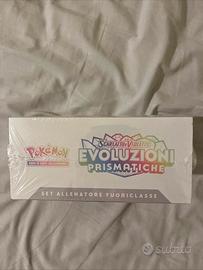 POKéMON
SCARLATTO E VIOLETTO
EVOLUZIONI
PRISMATICHE
SET ALLENATORE FUORICLASSE
subito